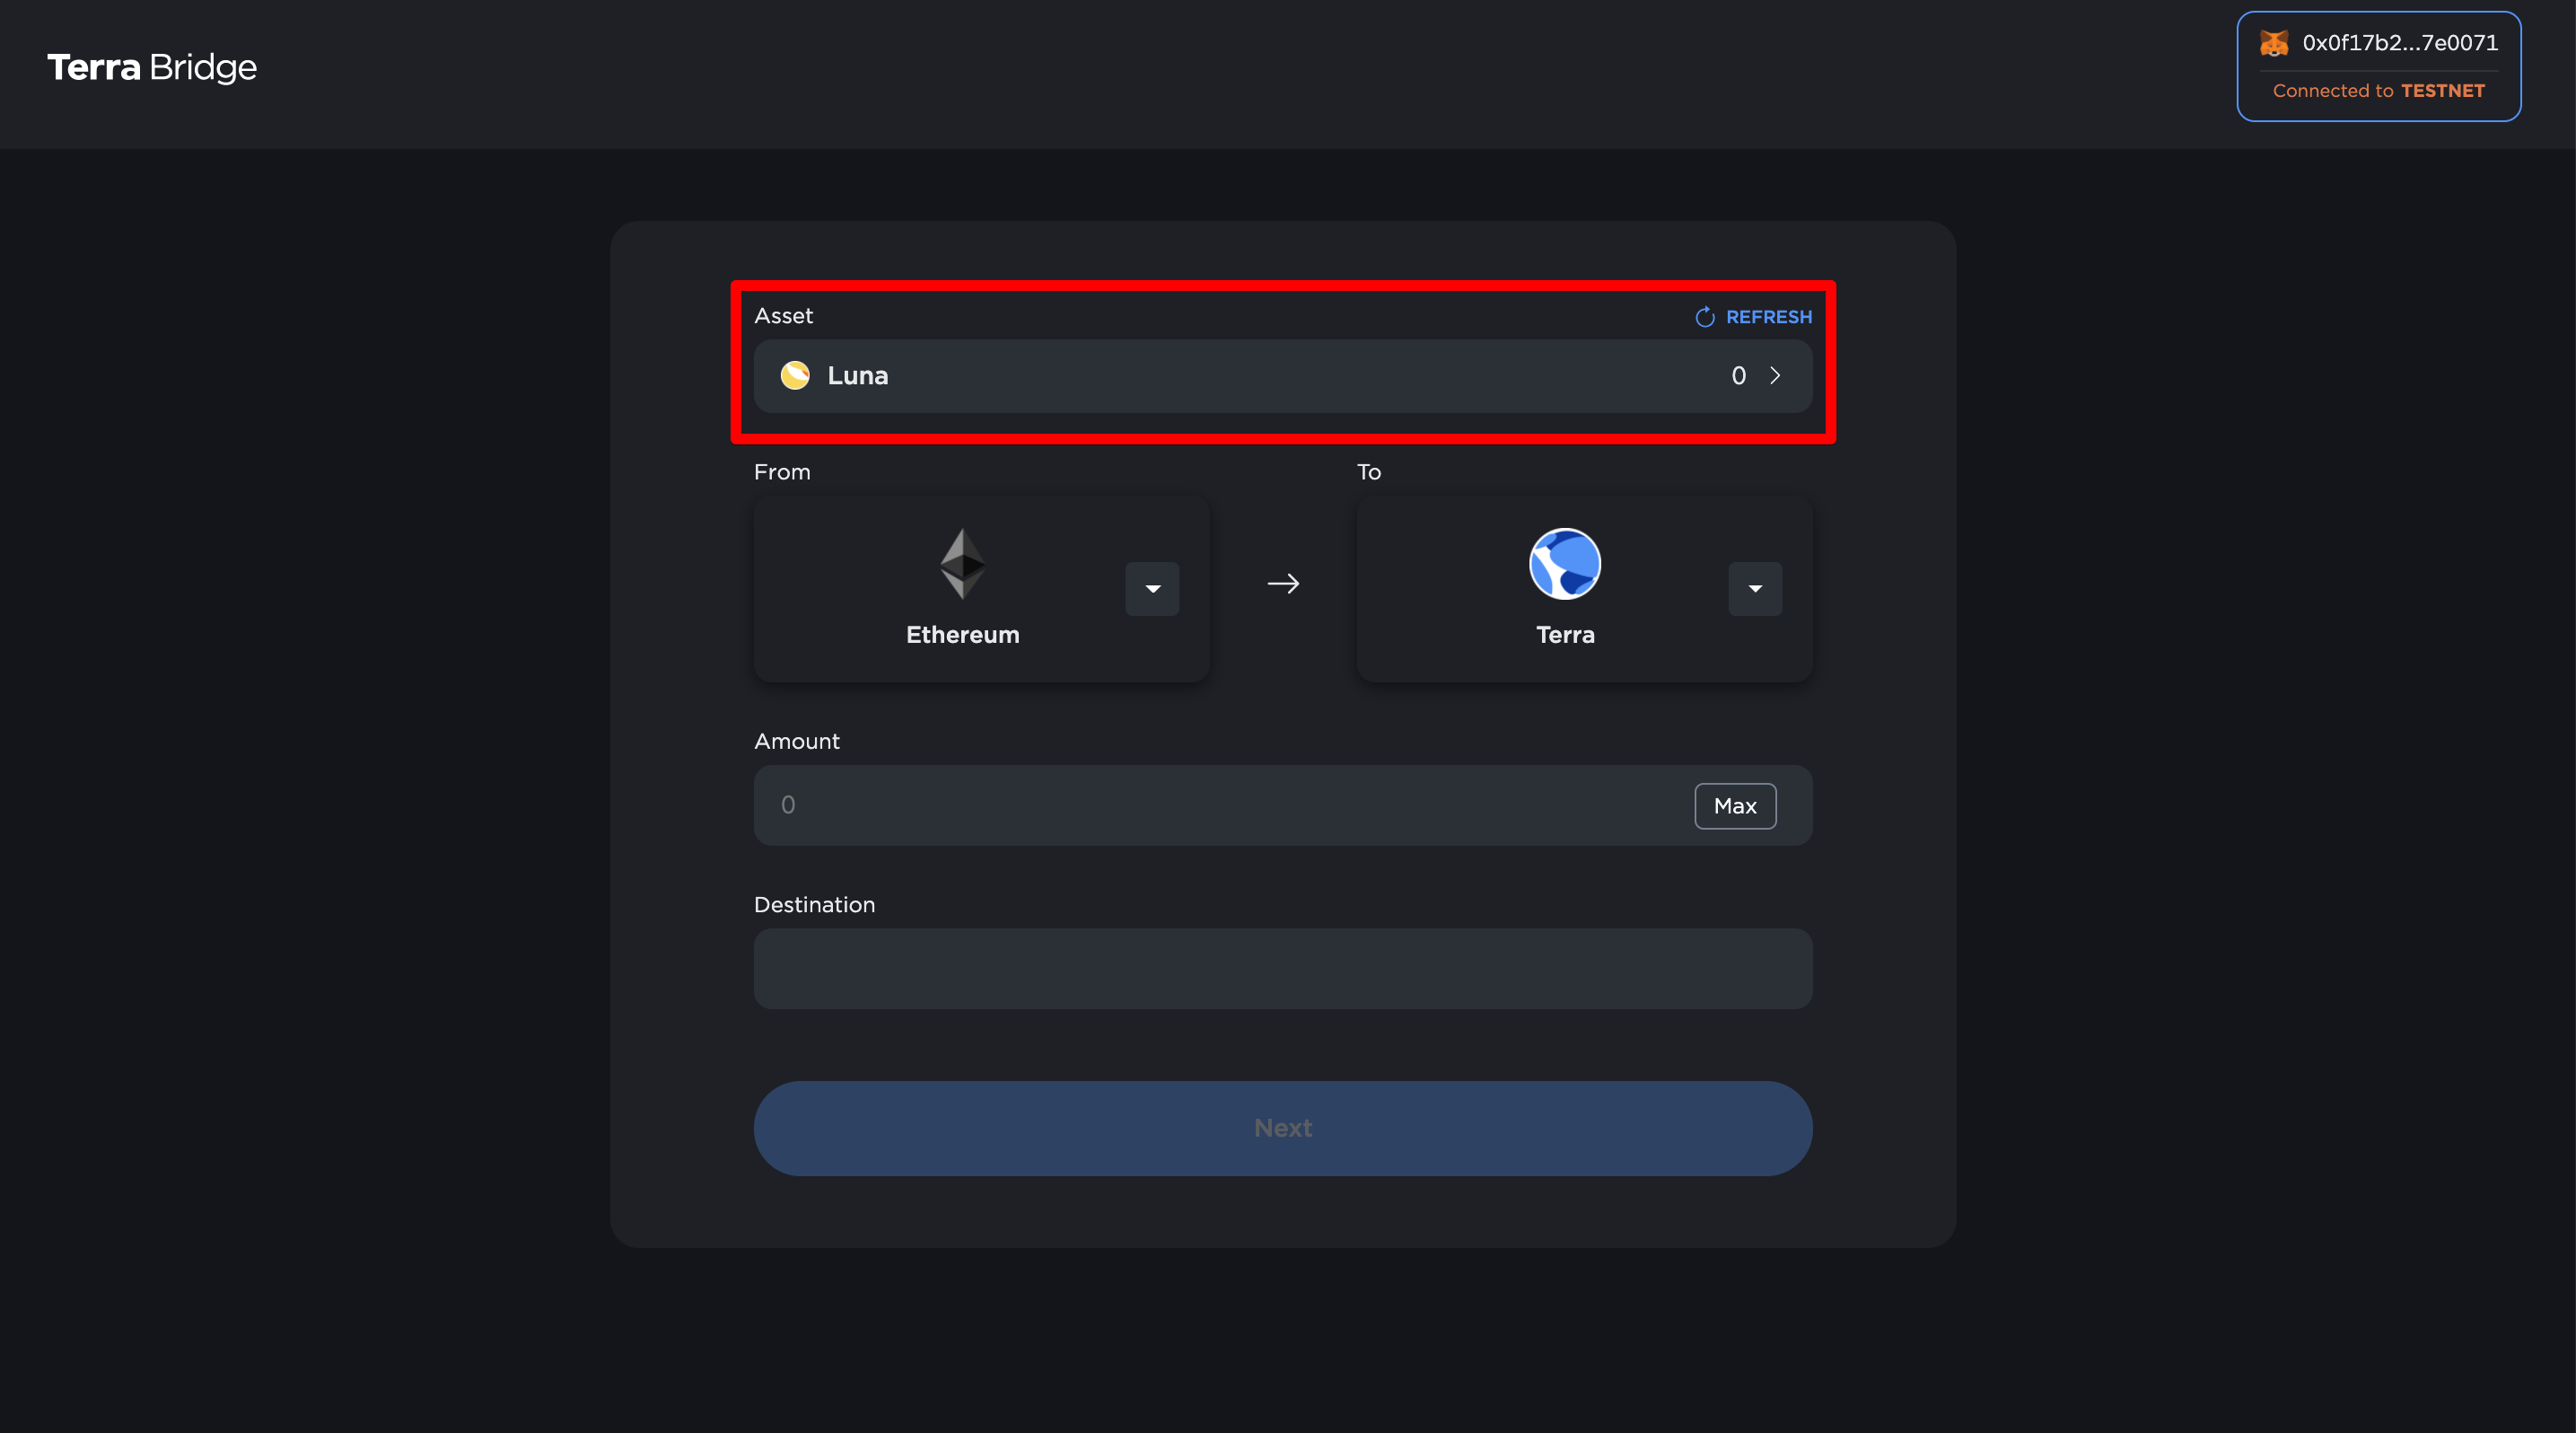 Terra Bridge
0x0f17b2...7e0071
Connected to TESTNET
Asset
REFRESH
Luna
0
From
To
Ethereum
Terra
Amount
0
Max
Destination
Next